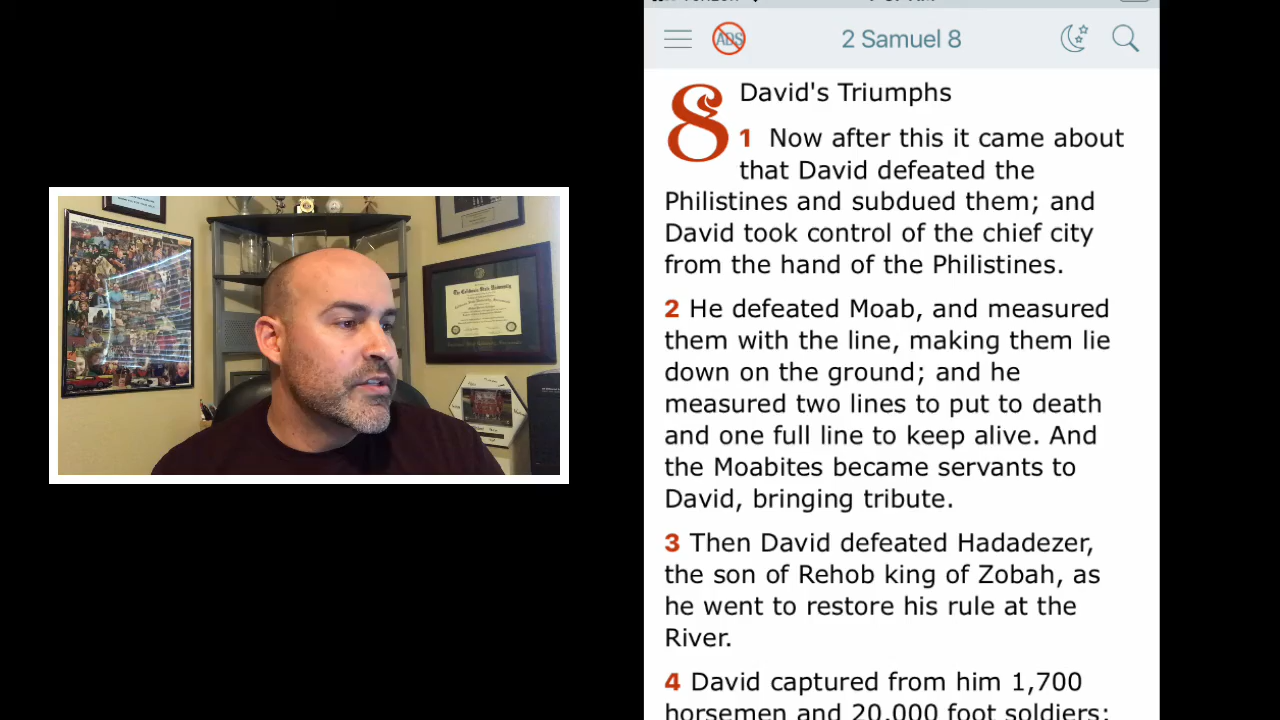 ADS
2 Samuel 8
8
David's Triumphs
1 Now after this it came about
that David defeated the
Philistines and subdued them; and
David took control of the chief city
from the hand of the Philistines.
2 He defeated Moab, and measured
them with the line, making them lie
down on the ground; and he
measured two lines to put to death
and one full line to keep alive. And
the Moabites became servants to
David, bringing tribute.
3 Then David defeated Hadadezer,
the son of Rehob king of Zobah, as
he went to restore his rule at the
River.
4 David captured from him 1,700
horsemen and 20,000 foot soldiers;
The California State University